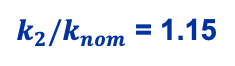 k₂/kₙₒₘ = 1.15